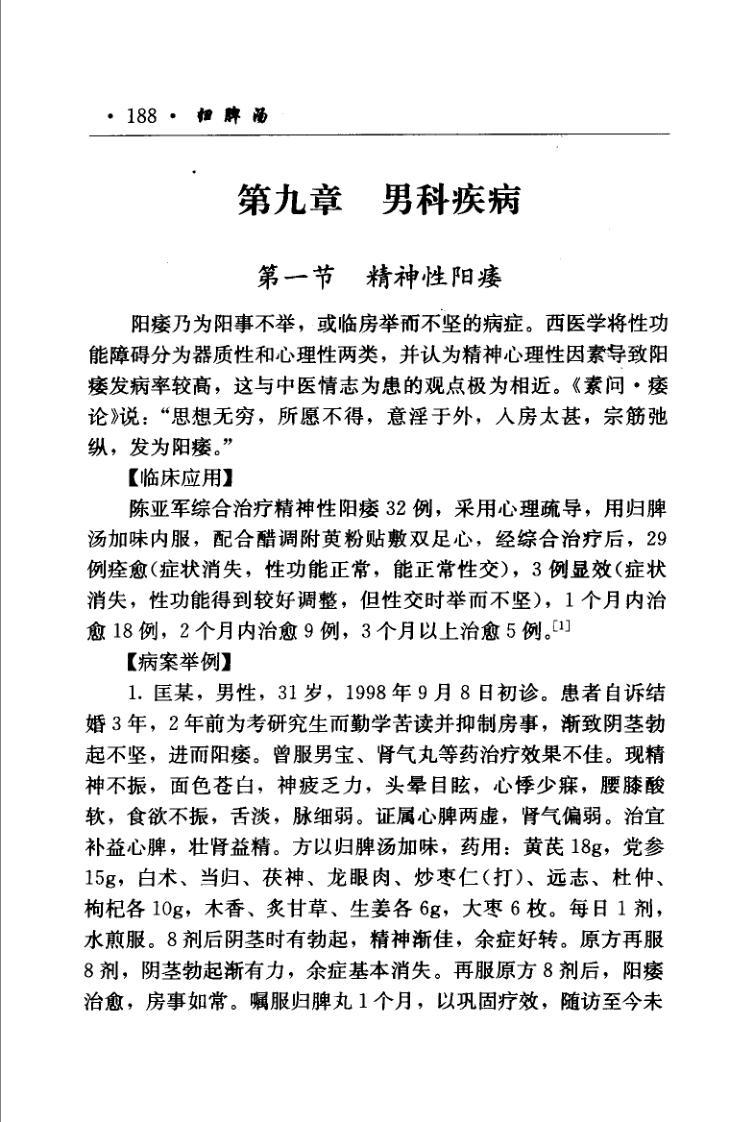 · 188 · 归脾汤
第九章 男科疾病
第一节 精神性阳痿
阳痿乃为阳事不举，或临房举而不坚的病症。西医学将性功
能障碍分为器质性和心理性两类，并认为精神心理性因素导致阳
痿发病率较高，这与中医情志为患的观点极为相近。《素问·痿
论》说：“思想无穷，所愿不得，意淫于外，入房太甚，宗筋弛
纵，发为阳痿。”
【临床应用】
陈亚军综合治疗精神性阳痿 32 例，采用心理疏导，用归脾
汤加味内服，配合醋调附萸粉贴敷双足心，经综合治疗后，29
例痊愈（症状消失，性功能正常，能正常性交），3 例显效（症状
消失，性功能得到较好调整，但性交时举而不坚），1 个月内治
愈 18 例，2 个月内治愈 9 例，3 个月以上治愈 5 例。[1]
【病案举例】
1. 匡某，男性，31 岁，1998 年 9 月 8 日初诊。患者自诉结
婚 3 年，2 年前为考研究生而勤学苦读并抑制房事，渐致阴茎勃
起不坚，进而阳痿。曾服男宝、肾气丸等药治疗效果不佳。现精
神不振，面色苍白，神疲乏力，头晕目眩，心悸少寐，腰膝酸
软，食欲不振，舌淡，脉细弱。证属心脾两虚，肾气偏弱。治宜
补益心脾，壮肾益精。方以归脾汤加味，药用：黄芪 18g，党参
15g，白术、当归、茯神、龙眼肉、炒枣仁（打）、远志、杜仲、
枸杞各 10g，木香、炙甘草、生姜各 6g，大枣 6 枚。每日 1 剂，
水煎服。8 剂后阴茎时有勃起，精神渐佳，余症好转。原方再服
8 剂，阴茎勃起渐有力，余症基本消失。再服原方 8 剂后，阳痿
治愈，房事如常。嘱服归脾丸 1 个月，以巩固疗效，随访至今未